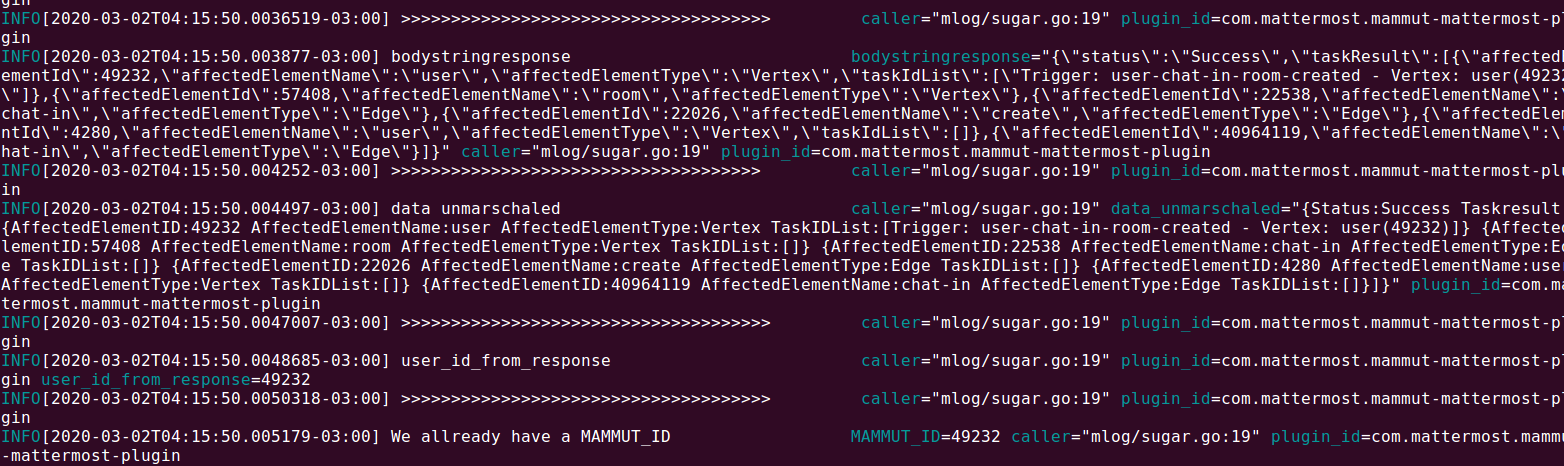 gin
INFO[2020-03-02T04:15:50.0036519-03:00] >>>>>>>>>>>>>>>>>>>>>>>>>>>>>>>>>>>>> caller="mlog/sugar.go:19" plugin_id=com.mattermost.mammut-mattermost-pl
gin
INFO[2020-03-02T04:15:50.003877-03:00] bodystringresponse bodystringresponse="{\"status\":\"Success\",\"taskResult\":[{\"affected
ementId\":49232,\"affectedElementName\":\"user\",\"affectedElementType\":\"Vertex\",\"taskIdList\":[\"Trigger: user-chat-in-room-created - Vertex: user(49232
\"]},{\"affectedElementId\":57408,\"affectedElementName\":\"room\",\"affectedElementType\":\"Vertex\"},{\"affectedElementId\":22538,\"affectedElementName\":\
chat-in\",\"affectedElementType\":\"Edge\"},{\"affectedElementId\":22026,\"affectedElementName\":\"create\",\"affectedElementType\":\"Edge\"},{\"affectedElem
ntId\":4280,\"affectedElementName\":\"user\",\"affectedElementType\":\"Vertex\",\"taskIdList\":[]},{\"affectedElementId\":40964119,\"affectedElementName\":\
hat-in\",\"affectedElementType\":\"Edge\"}]}" caller="mlog/sugar.go:19" plugin_id=com.mattermost.mammut-mattermost-plugin
INFO[2020-03-02T04:15:50.004252-03:00] >>>>>>>>>>>>>>>>>>>>>>>>>>>>>>>>>>>>> caller="mlog/sugar.go:19" plugin_id=com.mattermost.mammut-mattermost-plu
in
INFO[2020-03-02T04:15:50.004497-03:00] data unmarschaled caller="mlog/sugar.go:19" data_unmarschaled="{Status:Success Taskresult
{AffectedElementID:49232 AffectedElementName:user AffectedElementType:Vertex TaskIDList:[Trigger: user-chat-in-room-created - Vertex: user(49232)]} {Affected
lementID:57408 AffectedElementName:room AffectedElementType:Vertex TaskIDList:[]} {AffectedElementID:22538 AffectedElementName:chat-in AffectedElementType:Ed
e TaskIDList:[]} {AffectedElementID:22026 AffectedElementName:create AffectedElementType:Edge TaskIDList:[]} {AffectedElementID:4280 AffectedElementName:use
AffectedElementType:Vertex TaskIDList:[]} {AffectedElementID:40964119 AffectedElementName:chat-in AffectedElementType:Edge TaskIDList:[]}]}" plugin_id=com.ma
termost.mammut-mattermost-plugin
INFO[2020-03-02T04:15:50.0047007-03:00] >>>>>>>>>>>>>>>>>>>>>>>>>>>>>>>>>>>>> caller="mlog/sugar.go:19" plugin_id=com.mattermost.mammut-mattermost-pl
gin
INFO[2020-03-02T04:15:50.0048685-03:00] user_id_from_response caller="mlog/sugar.go:19" plugin_id=com.mattermost.mammut-mattermost-pl
gin user_id_from_response=49232
INFO[2020-03-02T04:15:50.0050318-03:00] >>>>>>>>>>>>>>>>>>>>>>>>>>>>>>>>>>>>> caller="mlog/sugar.go:19" plugin_id=com.mattermost.mammut-mattermost-pl
gin
INFO[2020-03-02T04:15:50.005179-03:00] We allready have a MAMMUT_ID MAMMUT_ID=49232 caller="mlog/sugar.go:19" plugin_id=com.mattermost.mammu
-mattermost-plugin